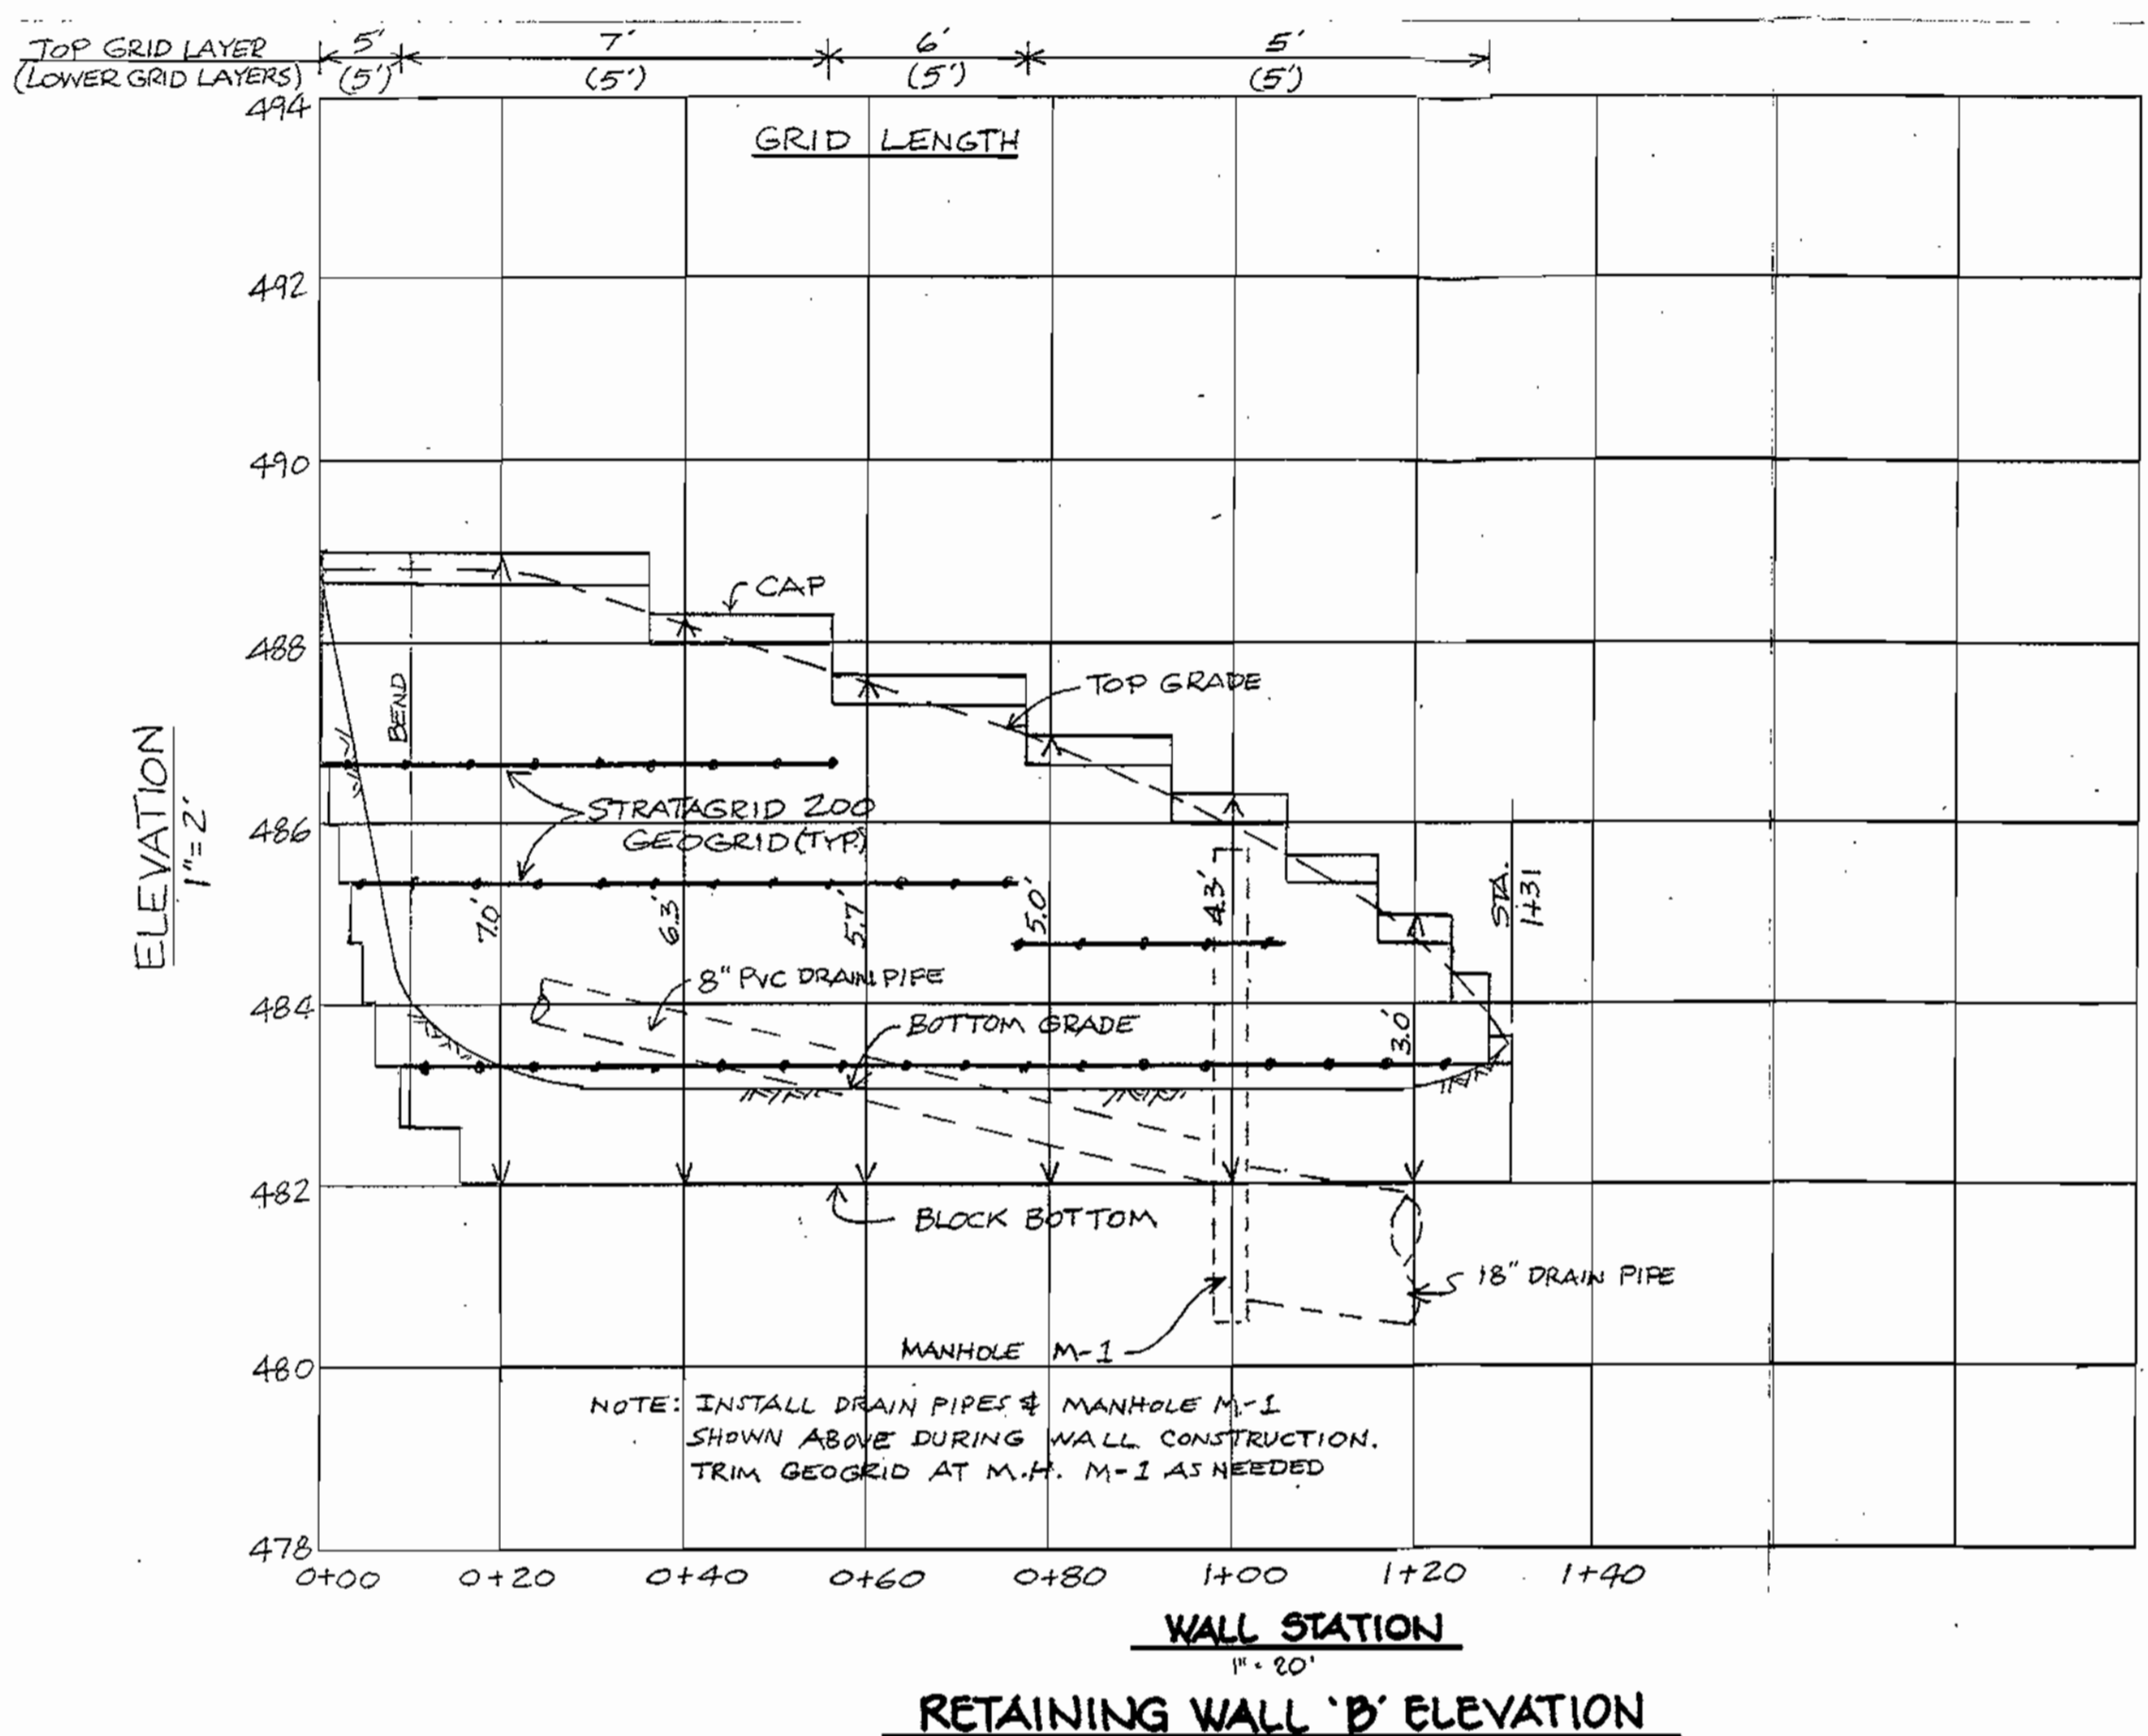 TOP GRID LAYER 5' 7' 6' 5'
(LOWER GRID LAYERS) (5') (5') (5') (5')
494
GRID LENGTH
492
490
CAP
488
BEND
TOP GRADE
ELEVATION
1"=2'
STRATAGRID 200
486
GEOGRID (TYP.)
7.0' 6.3' 5.7' 5.0' 4.3'
STA.
1+31
8" PVC DRAINPIPE
484
BOTTOM GRADE
3.0'
482
BLOCK BOTTOM
18" DRAIN PIPE
MANHOLE M-1
480
NOTE: INSTALL DRAIN PIPES & MANHOLE M-1
SHOWN ABOVE DURING WALL CONSTRUCTION.
TRIM GEOGRID AT M.H. M-1 AS NEEDED
478
0+00 0+20 0+40 0+60 0+80 1+00 1+20 1+40
WALL STATION
1"=20'
RETAINING WALL 'B' ELEVATION